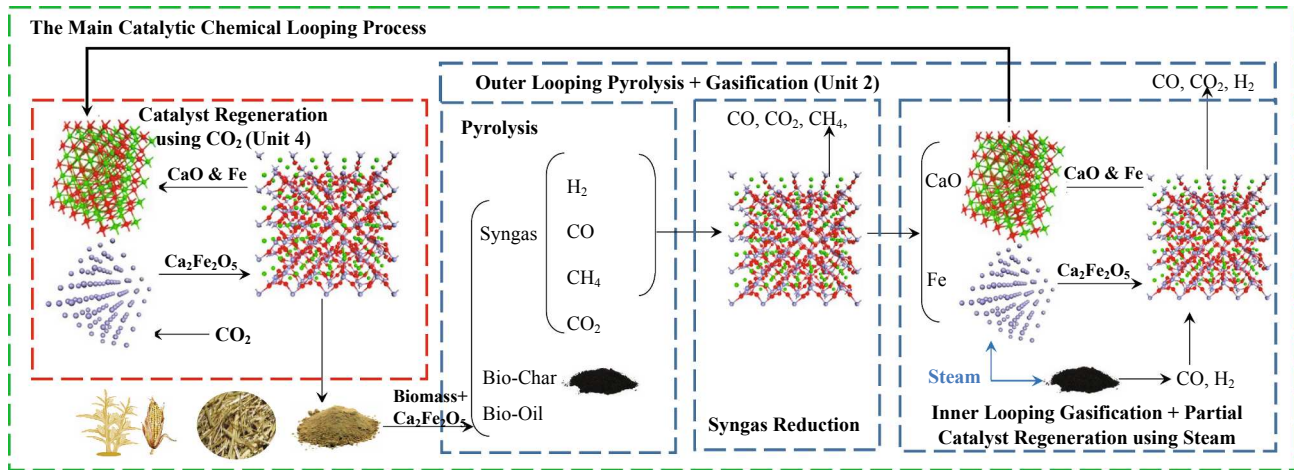 The Main Catalytic Chemical Looping Process
Outer Looping Pyrolysis + Gasification (Unit 2)
Catalyst Regeneration
using CO₂ (Unit 4)
CaO & Fe
Ca₂Fe₂O₅
CO₂
Biomass+
Ca₂Fe₂O₅
Pyrolysis
Syngas
H₂
CO
CH₄
CO₂
Bio-Char
Bio-Oil
CO, CO₂, CH₄,
Syngas Reduction
CO, CO₂, H₂
CaO
Fe
CaO & Fe
Ca₂Fe₂O₅
Steam
CO, H₂
Inner Looping Gasification + Partial
Catalyst Regeneration using Steam